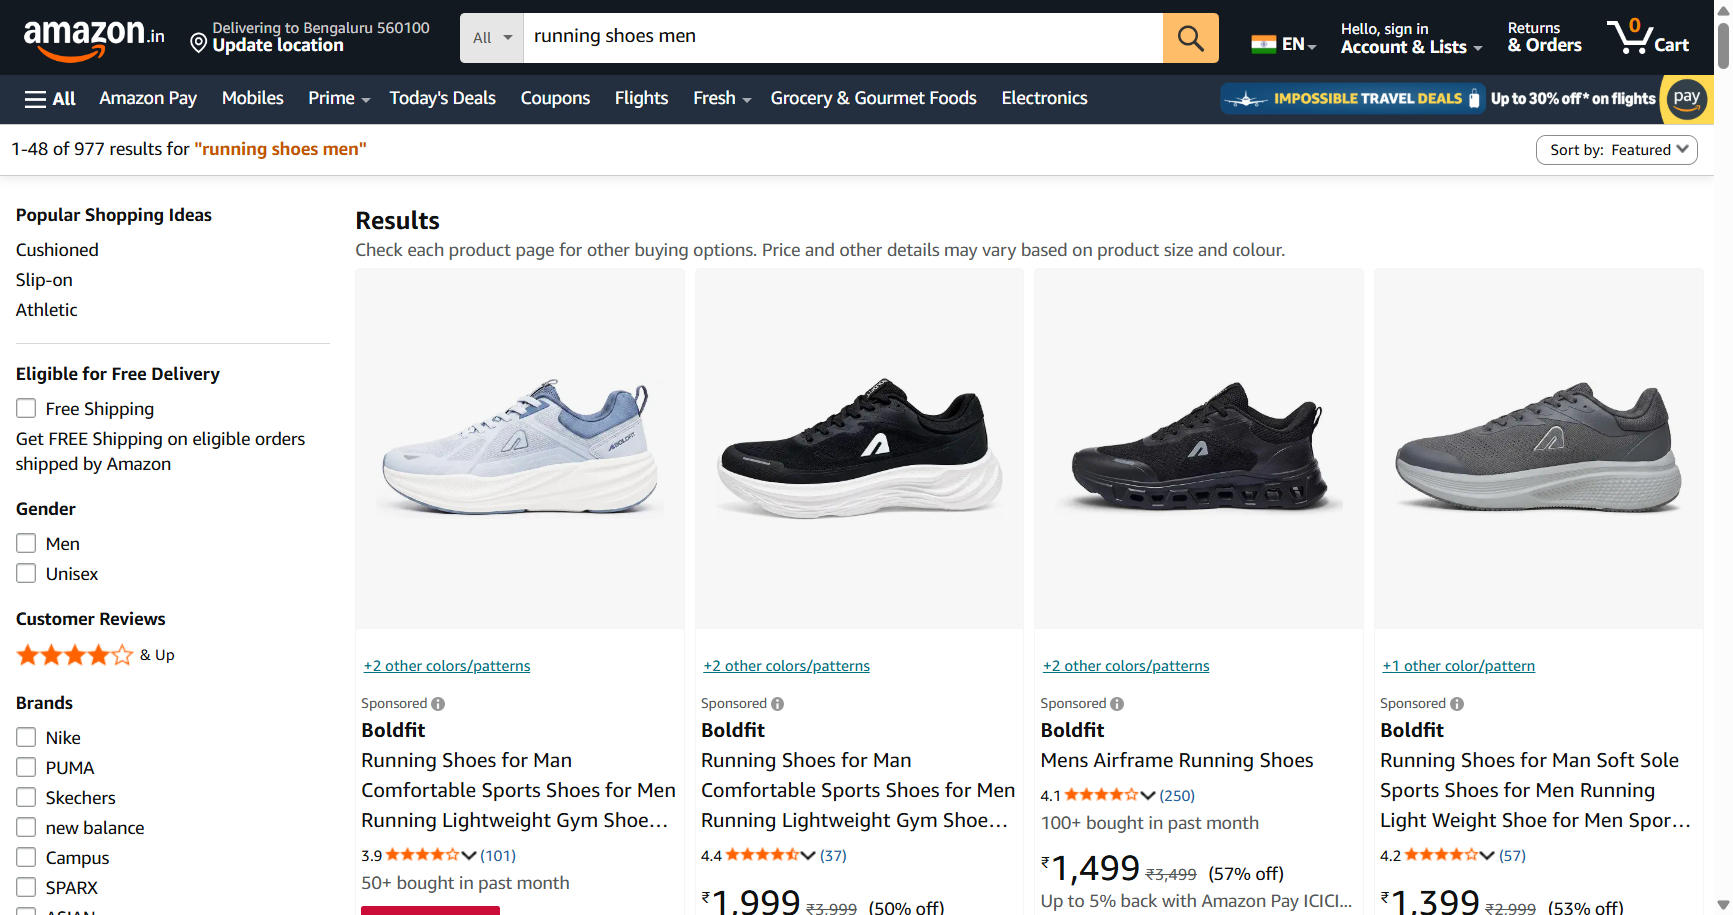 amazon.in
Delivering to Bengaluru 560100
Update location
All
running shoes men
EN
Hello, sign in
Account & Lists
Returns
& Orders
0
Cart
All
Amazon Pay
Mobiles
Prime
Today's Deals
Coupons
Flights
Fresh
Grocery & Gourmet Foods
Electronics
IMPOSSIBLE TRAVEL DEALS
Up to 30% off* on flights
pay
1-48 of 977 results for "running shoes men"
Sort by: Featured
Popular Shopping Ideas
Cushioned
Slip-on
Athletic
Eligible for Free Delivery
Free Shipping
Get FREE Shipping on eligible orders
shipped by Amazon
Gender
Men
Unisex
Customer Reviews
& Up
Brands
Nike
PUMA
Skechers
new balance
Campus
SPARX
ASIAN
Results
Check each product page for other buying options. Price and other details may vary based on product size and colour.
BOLDFIT
+2 other colors/patterns
Sponsored
Boldfit
Running Shoes for Man
Comfortable Sports Shoes for Men
Running Lightweight Gym Shoe...
3.9 (101)
50+ bought in past month
+2 other colors/patterns
Sponsored
Boldfit
Running Shoes for Man
Comfortable Sports Shoes for Men
Running Lightweight Gym Shoe...
4.4 (37)
₹1,999 ₹3,999 (50% off)
+2 other colors/patterns
Sponsored
Boldfit
Mens Airframe Running Shoes
4.1 (250)
100+ bought in past month
₹1,499 ₹3,499 (57% off)
Up to 5% back with Amazon Pay ICICI...
+1 other color/pattern
Sponsored
Boldfit
Running Shoes for Man Soft Sole
Sports Shoes for Men Running
Light Weight Shoe for Men Spor...
4.2 (57)
₹1,399 ₹2,999 (53% off)